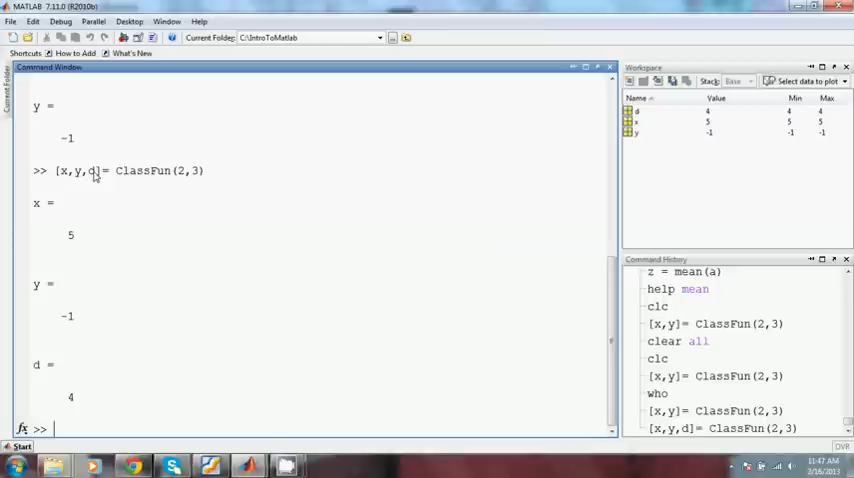 MATLAB 7.11.0 (R2010b)
File Edit Debug Parallel Desktop Window Help
Current Folder: C:\IntroToMatlab
Shortcuts How to Add What's New
Current Folder
Command Window
y =
-1
>> [x,y,d]= ClassFun(2,3)
x =
5
y =
-1
d =
4
fx >>
Workspace
Stack: Base Select data to plot
Name Value Min Max
d 4 4 4
x 5 5 5
y -1 -1 -1
Command History
z = mean(a)
help mean
clc
[x,y]= ClassFun(2,3)
clear all
clc
[x,y]= ClassFun(2,3)
who
[x,y]= ClassFun(2,3)
[x,y,d]= ClassFun(2,3)
Start
OVR
11:47 AM
2/16/2013